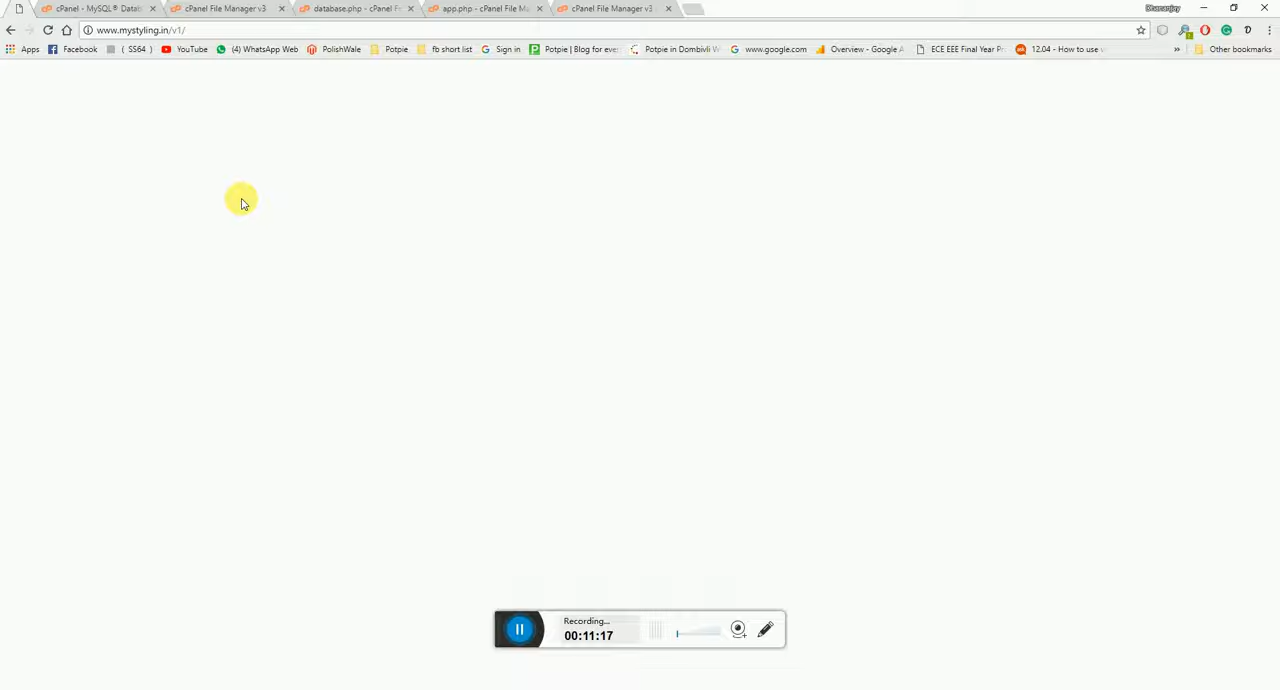 cPanel - MySQL® Datab
cPanel File Manager v3
database.php - cPanel F
app.php - cPanel File M
cPanel File Manager v3
Dhananjay
www.mystyling.in/v1/
Apps
Facebook
( SS64 )
YouTube
(4) WhatsApp Web
PolishWale
Potpie
fb short list
Sign in
Potpie | Blog for every
Potpie in Dombivli W
www.google.com
Overview - Google A
ECE EEE Final Year Pr
12.04 - How to use
»
Other bookmarks
Recording...
00:11:17